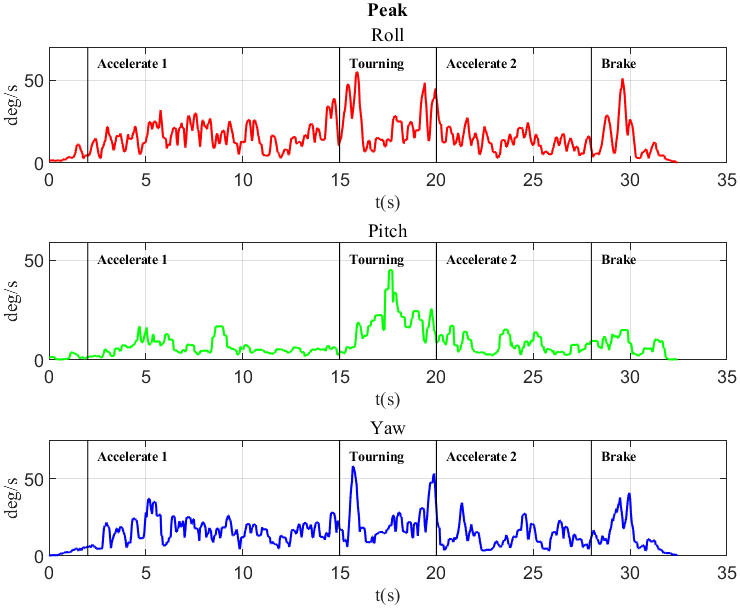 Peak
Roll
Accelerate 1 Tourning Accelerate 2 Brake
50
0
deg/s
0 5 10 15 20 25 30 35
t(s)
Pitch
Accelerate 1 Tourning Accelerate 2 Brake
50
0
deg/s
0 5 10 15 20 25 30 35
t(s)
Yaw
Accelerate 1 Tourning Accelerate 2 Brake
50
0
deg/s
0 5 10 15 20 25 30 35
t(s)